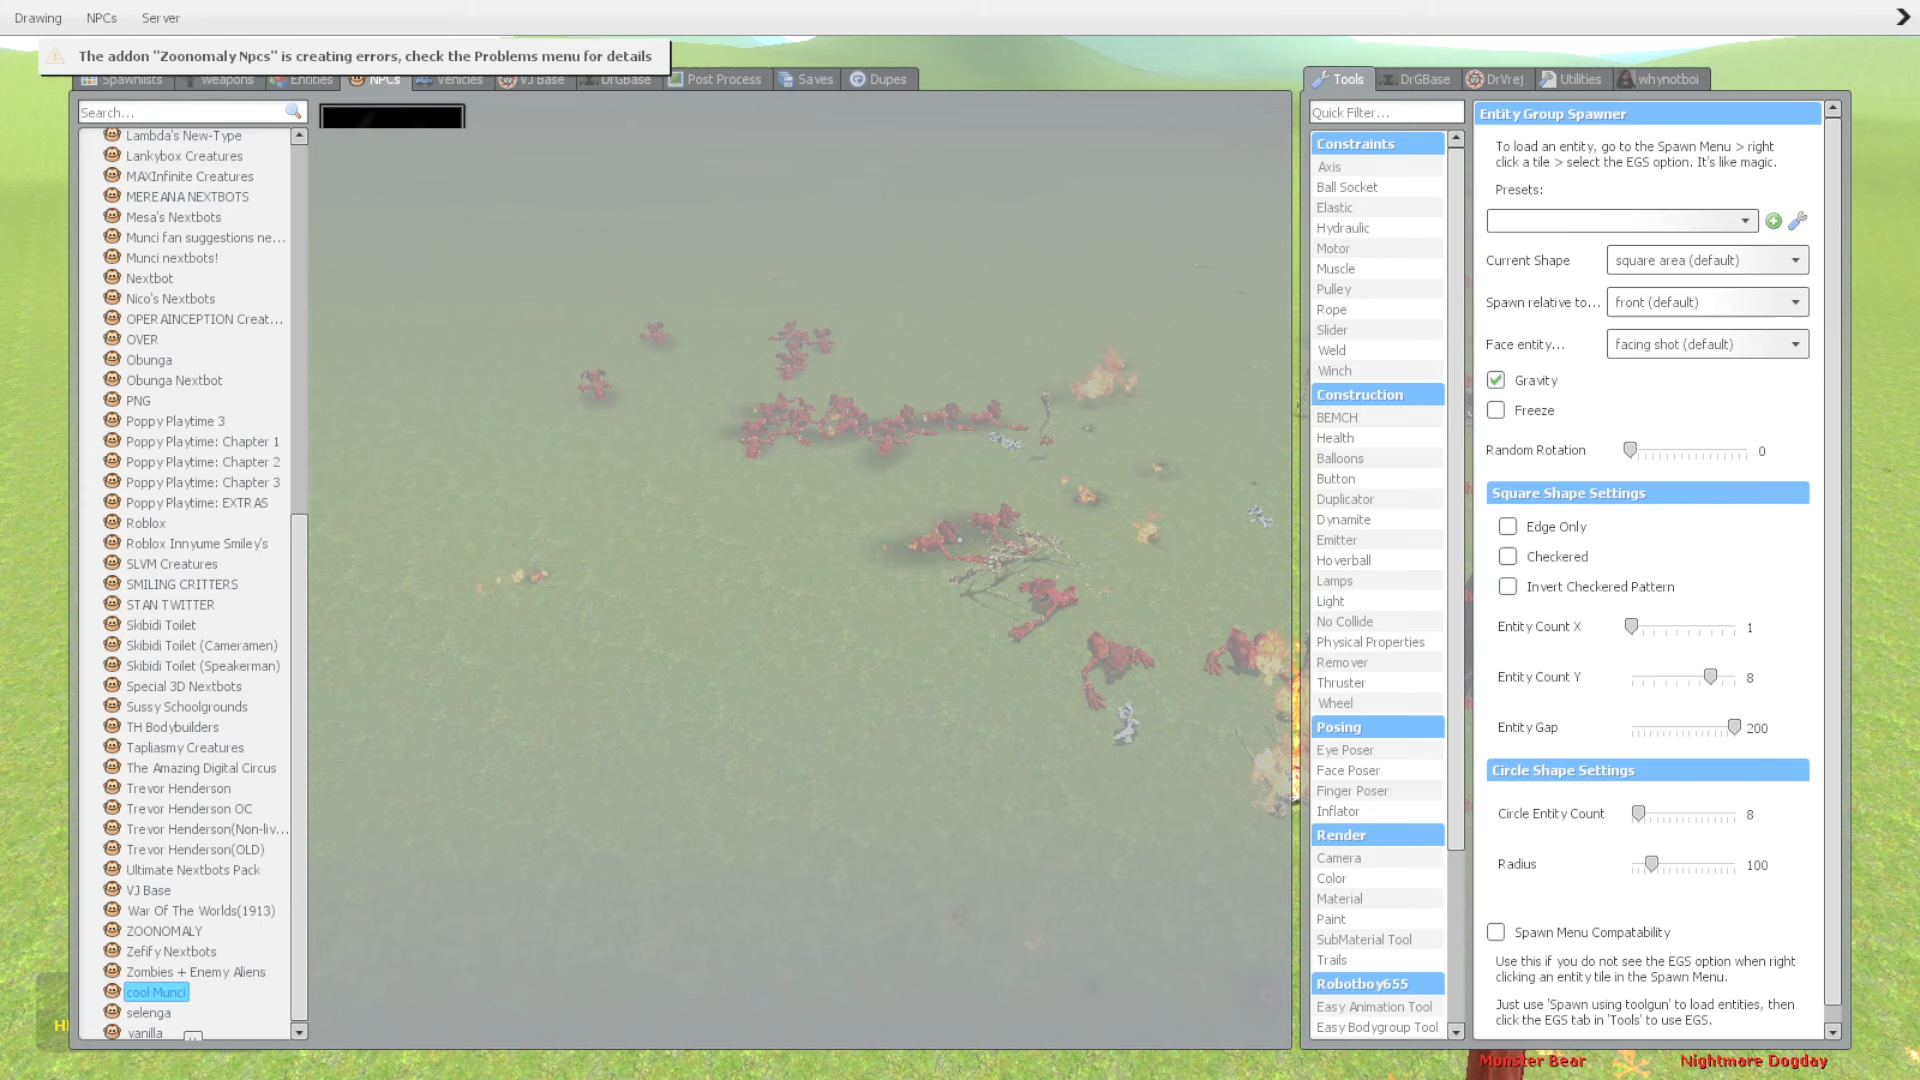 Drawing NPCs Server
The addon "Zoonomaly Npcs" is creating errors, check the Problems menu for details
Spawnlists Weapons Entities NPCs Vehicles VJ Base DrGBase Post Process Saves Dupes
Search...
Lambda's New-Type
Lankybox Creatures
MAXInfinite Creatures
MEREANA NEXTBOTS
Mesa's Nextbots
Munci fan suggestions ne...
Munci nextbots!
Nextbot
Nico's Nextbots
OPERAINCEPTION Creat...
OVER
Obunga
Obunga Nextbot
PNG
Poppy Playtime 3
Poppy Playtime: Chapter 1
Poppy Playtime: Chapter 2
Poppy Playtime: Chapter 3
Poppy Playtime: EXTRAS
Roblox
Roblox Innyume Smiley's
SLVM Creatures
SMILING CRITTERS
STAN TWITTER
Skibidi Toilet
Skibidi Toilet (Cameramen)
Skibidi Toilet (Speakerman)
Special 3D Nextbots
Sussy Schoolgrounds
TH Bodybuilders
Tapliasmy Creatures
The Amazing Digital Circus
Trevor Henderson
Trevor Henderson OC
Trevor Henderson(Non-liv...
Trevor Henderson(OLD)
Ultimate Nextbots Pack
VJ Base
War Of The Worlds(1913)
ZOONOMALY
Zefify Nextbots
Zombies + Enemy Aliens
cool Munci
selenga
vanilla
Tools DrGBase DrVrej Utilities whynotboi
Quick Filter...
Constraints
Axis
Ball Socket
Elastic
Hydraulic
Motor
Muscle
Pulley
Rope
Slider
Weld
Winch
Construction
BEMCH
Health
Balloons
Button
Duplicator
Dynamite
Emitter
Hoverball
Lamps
Light
No Collide
Physical Properties
Remover
Thruster
Wheel
Posing
Eye Poser
Face Poser
Finger Poser
Inflator
Render
Camera
Color
Material
Paint
SubMaterial Tool
Trails
Robotboy655
Easy Animation Tool
Easy Bodygroup Tool
Entity Group Spawner
To load an entity, go to the Spawn Menu > right
click a tile > select the EGS option. It's like magic.
Presets:
Current Shape square area (default)
Spawn relative to... front (default)
Face entity... facing shot (default)
Gravity
Freeze
Random Rotation 0
Square Shape Settings
Edge Only
Checkered
Invert Checkered Pattern
Entity Count X 1
Entity Count Y 8
Entity Gap 200
Circle Shape Settings
Circle Entity Count 8
Radius 100
Spawn Menu Compatability
Use this if you do not see the EGS option when right
clicking an entity tile in the Spawn Menu.
Just use 'Spawn using toolgun' to load entities, then
click the EGS tab in 'Tools' to use EGS.
Monster Bear Nightmare Dogday